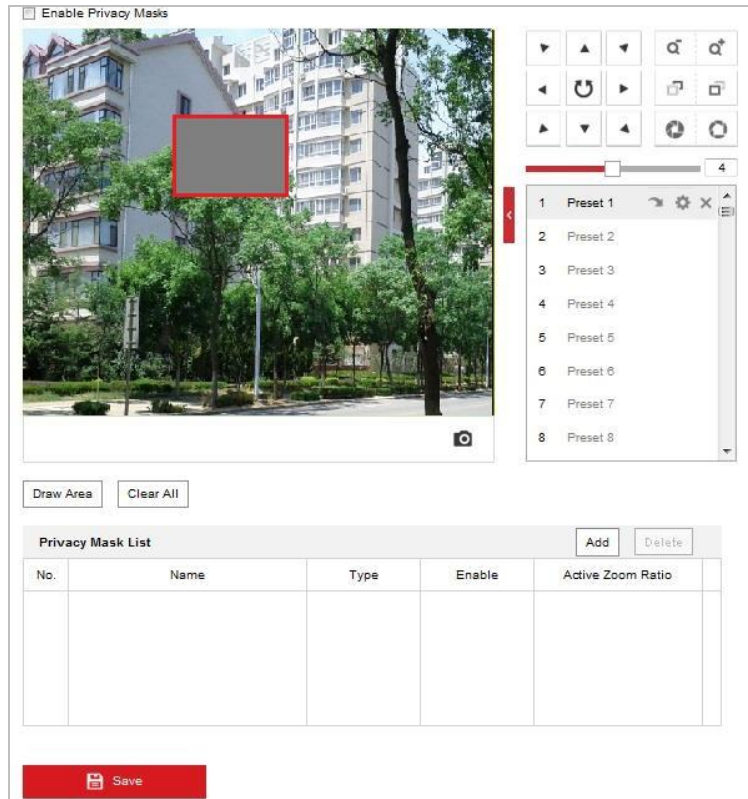 Enable Privacy Masks
4
1 Preset 1
2 Preset 2
3 Preset 3
4 Preset 4
5 Preset 5
6 Preset 6
7 Preset 7
8 Preset 8
Draw Area Clear All
Privacy Mask List Add Delete
No. Name Type Enable Active Zoom Ratio
Save